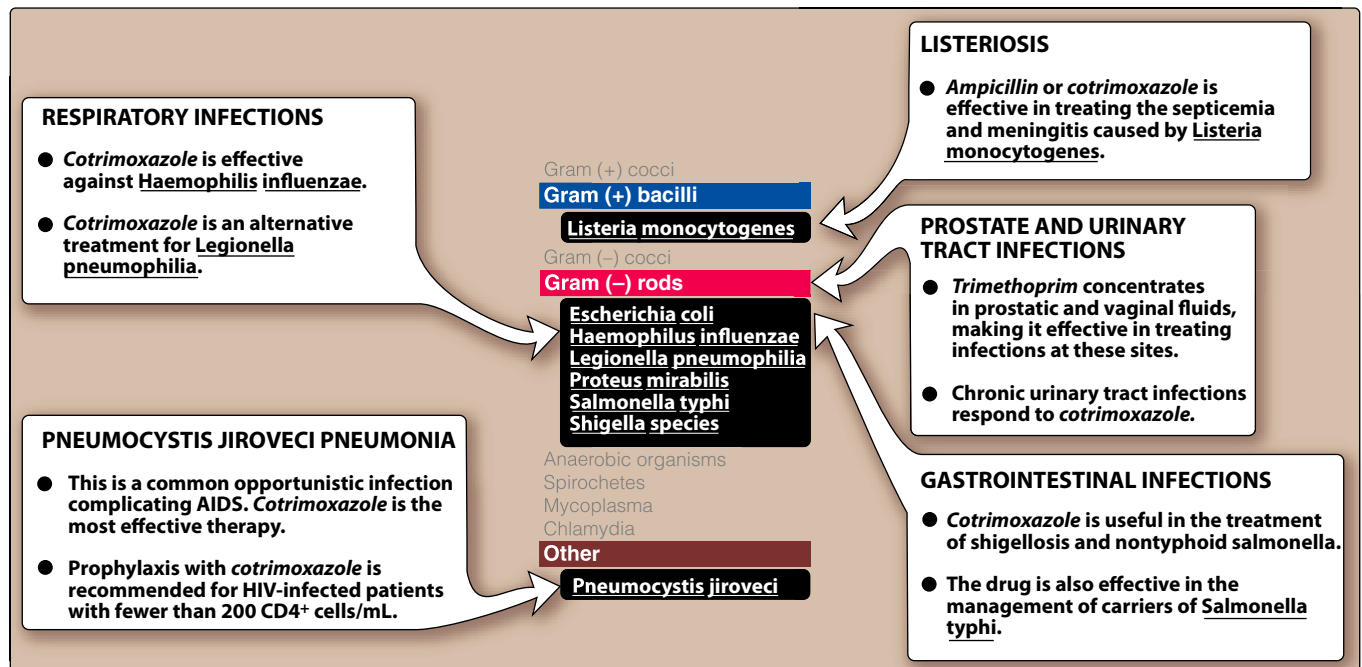 RESPIRATORY INFECTIONS
● Cotrimoxazole is effective
against Haemophilis influenzae.
● Cotrimoxazole is an alternative
treatment for Legionella
pneumophilia.
PNEUMOCYSTIS JIROVECI PNEUMONIA
● This is a common opportunistic infection
complicating AIDS. Cotrimoxazole is the
most effective therapy.
● Prophylaxis with cotrimoxazole is
recommended for HIV-infected patients
with fewer than 200 CD4⁺ cells/mL.
Gram (+) cocci
Gram (+) bacilli
Listeria monocytogenes
Gram (–) cocci
Gram (–) rods
Escherichia coli
Haemophilus influenzae
Legionella pneumophilia
Proteus mirabilis
Salmonella typhi
Shigella species
Anaerobic organisms
Spirochetes
Mycoplasma
Chlamydia
Other
Pneumocystis jiroveci
LISTERIOSIS
● Ampicillin or cotrimoxazole is
effective in treating the septicemia
and meningitis caused by Listeria
monocytogenes.
PROSTATE AND URINARY
TRACT INFECTIONS
● Trimethoprim concentrates
in prostatic and vaginal fluids,
making it effective in treating
infections at these sites.
● Chronic urinary tract infections
respond to cotrimoxazole.
GASTROINTESTINAL INFECTIONS
● Cotrimoxazole is useful in the treatment
of shigellosis and nontyphoid salmonella.
● The drug is also effective in the
management of carriers of Salmonella
typhi.